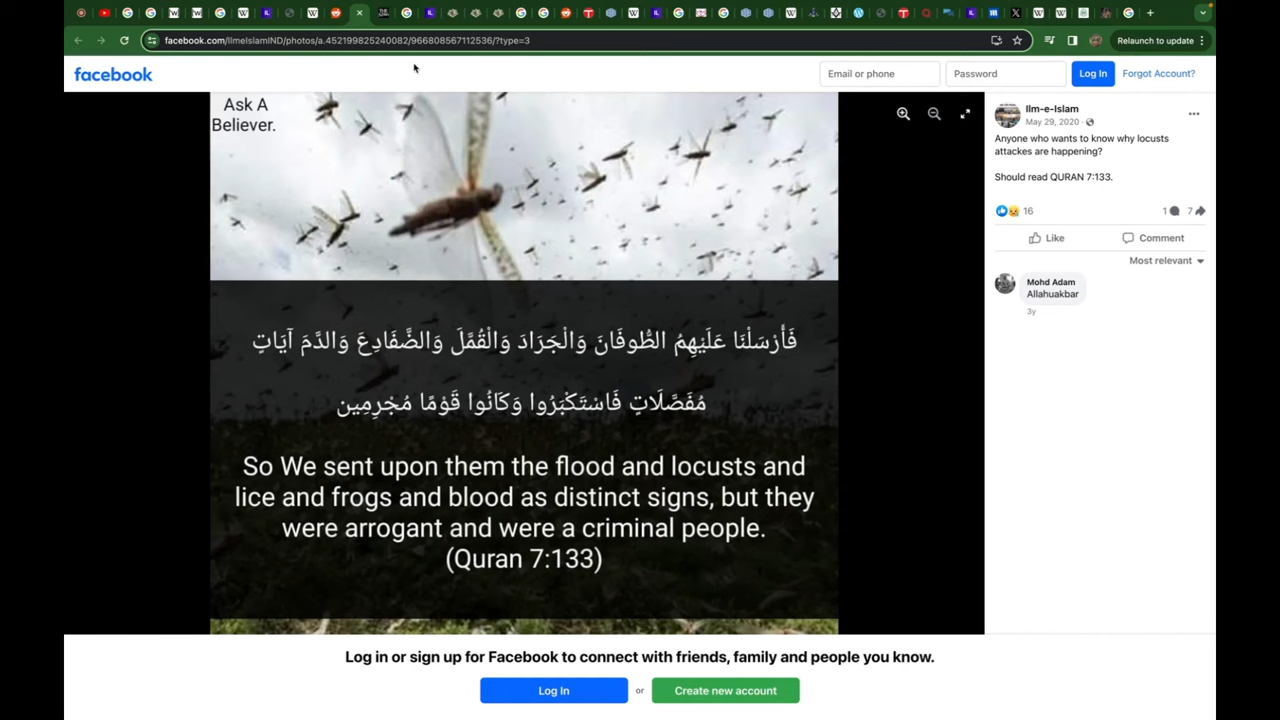 facebook.com/IlmeIslamIND/photos/a.452199825240082/966808567112536/?type=3
Relaunch to update
facebook
Email or phone
Password
Log In
Forgot Account?
Ask A
Believer.
فَأَرْسَلْنَا عَلَيْهِمُ الطُّوفَانَ وَالْجَرَادَ وَالْقُمَّلَ وَالضَّفَادِعَ وَالدَّمَ آيَاتٍ
مُفَصَّلَاتٍ فَاسْتَكْبَرُوا وَكَانُوا قَوْمًا مُجْرِمِين
So We sent upon them the flood and locusts and
lice and frogs and blood as distinct signs, but they
were arrogant and were a criminal people.
(Quran 7:133)
Ilm-e-Islam
May 29, 2020
Anyone who wants to know why locusts
attackes are happening?
Should read QURAN 7:133.
16
1
7
Like
Comment
Most relevant
Mohd Adam
Allahuakbar
3y
Log in or sign up for Facebook to connect with friends, family and people you know.
Log In
or
Create new account